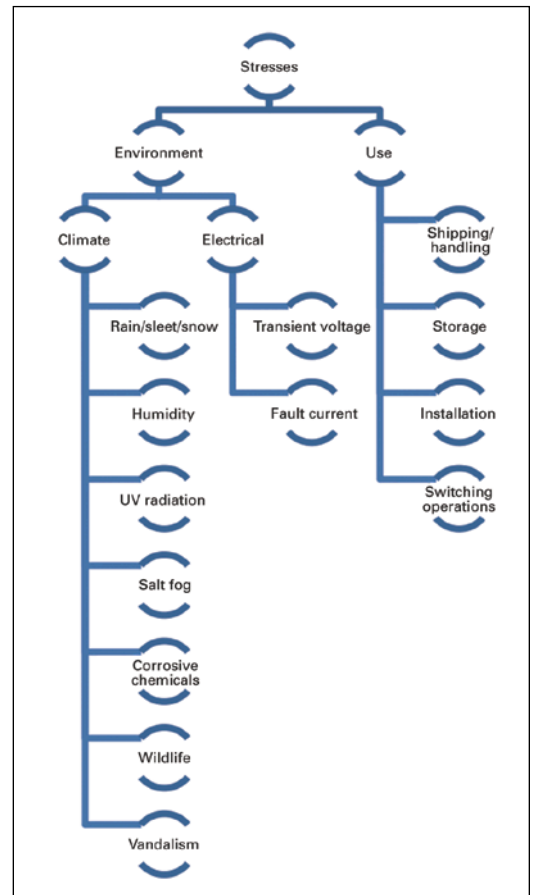 Stresses
Environment
Use
Climate
Electrical
Shipping/
handling
Rain/sleet/snow
Transient voltage
Storage
Humidity
Fault current
Installation
UV radiation
Switching
operations
Salt fog
Corrosive
chemicals
Wildlife
Vandalism